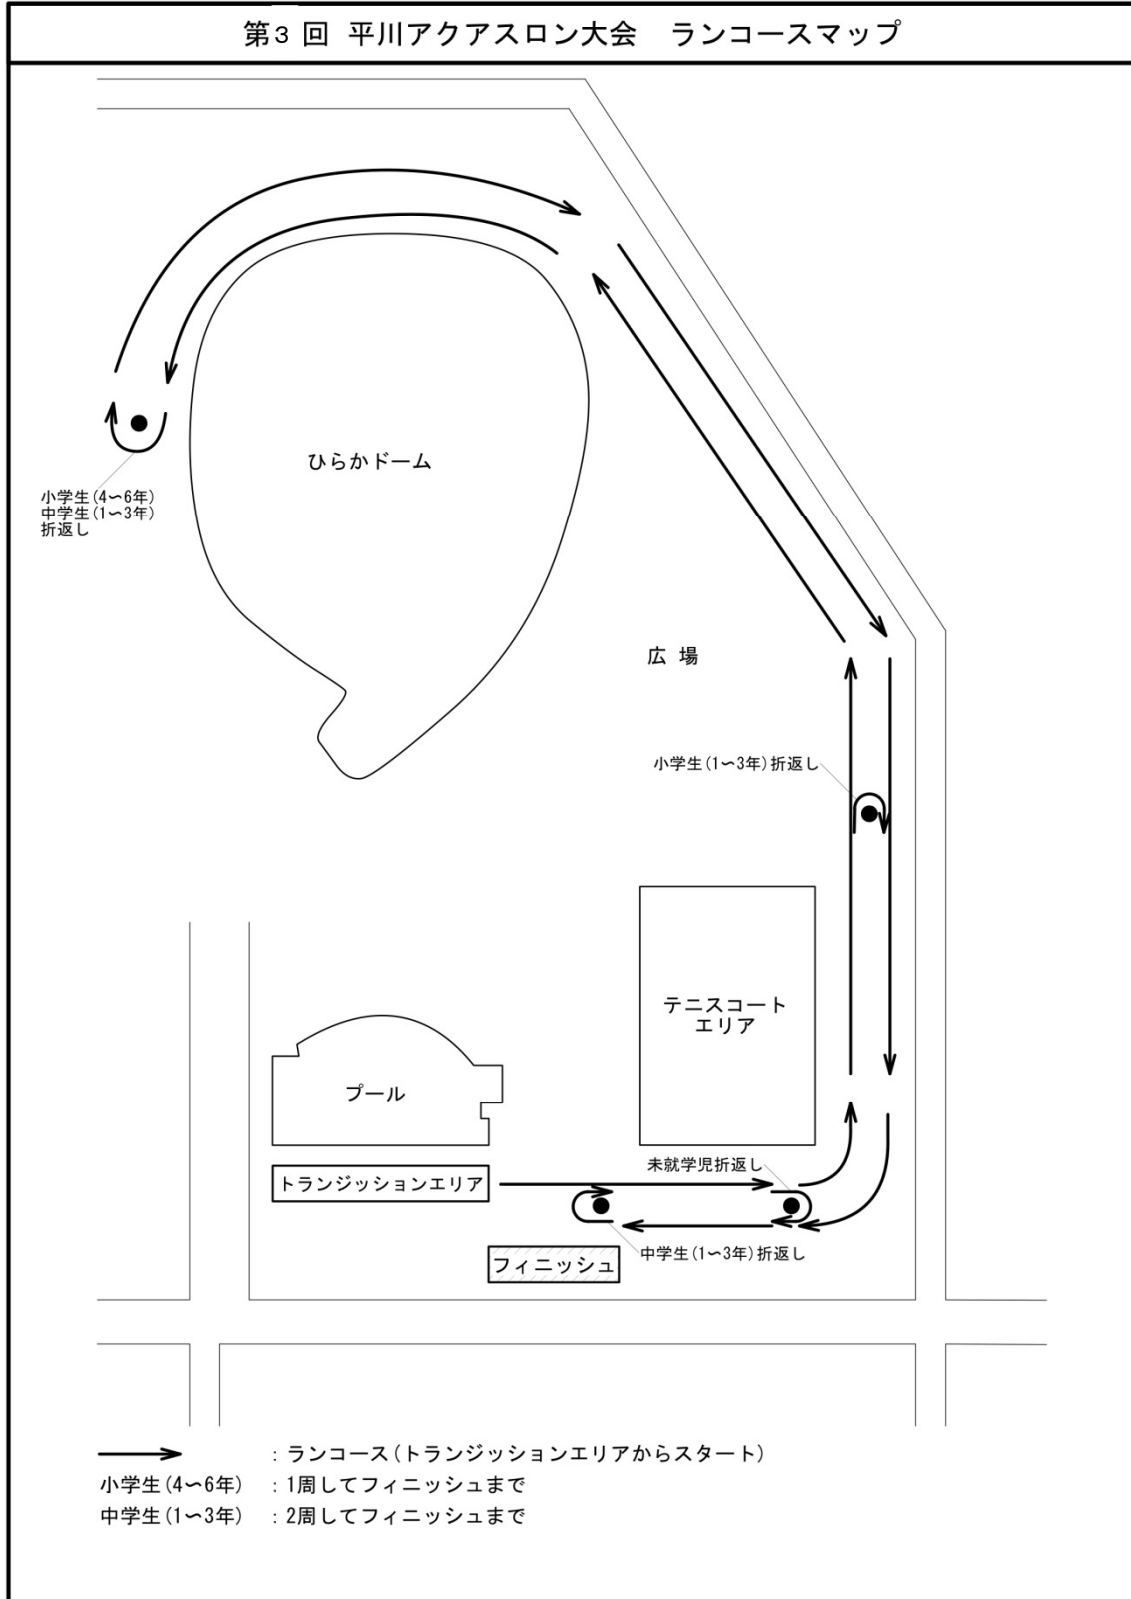 第3回 平川アクアスロン大会　ランコースマップ
ひらかドーム
小学生(4〜6年)
中学生(1〜3年)
折返し
広 場
小学生(1〜3年)折返し
テニスコート
エリア
プール
未就学児折返し
トランジッションエリア
中学生(1〜3年)折返し
フィニッシュ
：ランコース(トランジッションエリアからスタート)
小学生(4〜6年)　：1周してフィニッシュまで
中学生(1〜3年)　：2周してフィニッシュまで